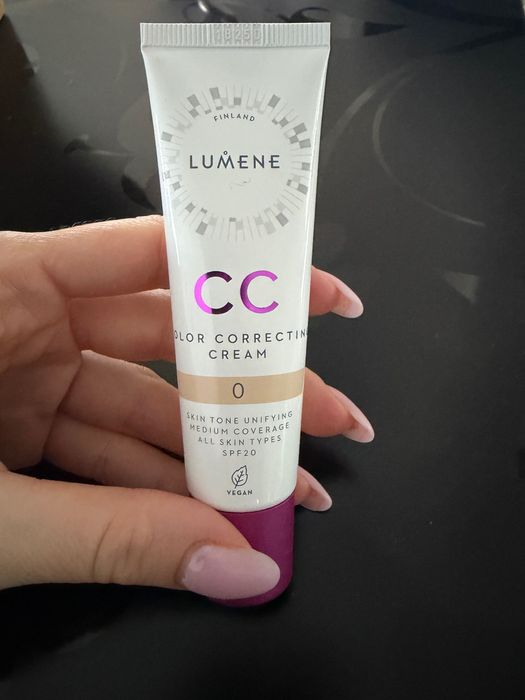 FINLAND
LUMENE
CC
OLOR CORRECTIN
CREAM
0
SKIN TONE UNIFYING
MEDIUM COVERAGE
ALL SKIN TYPES
SPF20
VEGAN